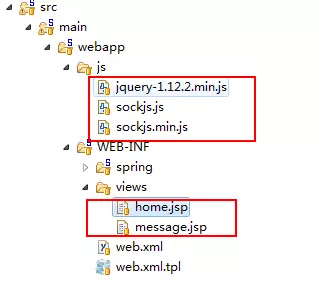 src
main
webapp
js
jquery-1.12.2.min.js
sockjs.js
sockjs.min.js
WEB-INF
spring
views
home.jsp
message.jsp
web.xml
web.xml.tpl